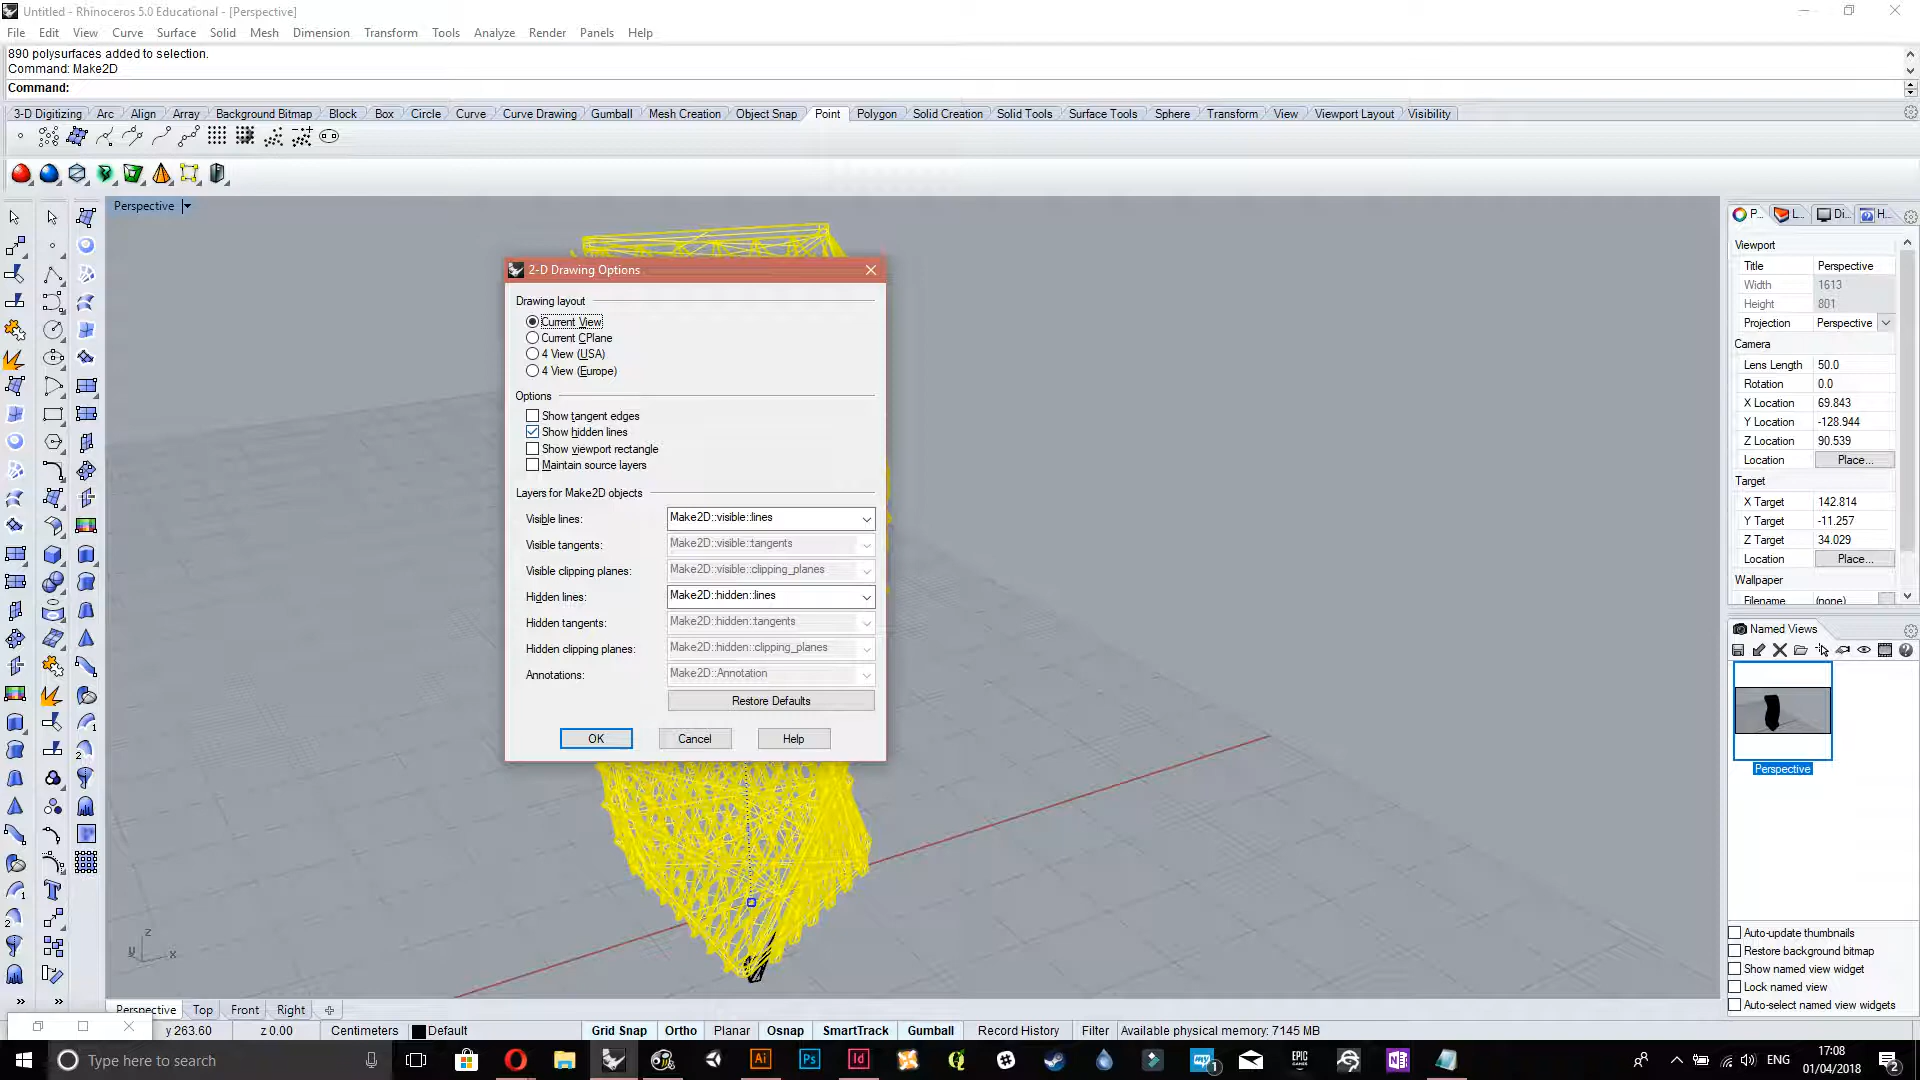 Untitled - Rhinoceros 5.0 Educational - [Perspective]
File Edit View Curve Surface Solid Mesh Dimension Transform Tools Analyze Render Panels Help
890 polysurfaces added to selection.
Command: Make2D
Command:
3-D Digitizing Arc Align Array Background Bitmap Block Box Circle Curve Curve Drawing Gumball Mesh Creation Object Snap Point Polygon Solid Creation Solid Tools Surface Tools Sphere Transform View Viewport Layout Visibility
Perspective
2-D Drawing Options
Drawing layout
Current View
Current CPlane
4 View (USA)
4 View (Europe)
Options
Show tangent edges
Show hidden lines
Show viewport rectangle
Maintain source layers
Layers for Make2D objects
Visible lines: Make2D::visible::lines
Visible tangents: Make2D::visible::tangents
Visible clipping planes: Make2D::visible::clipping_planes
Hidden lines: Make2D::hidden::lines
Hidden tangents: Make2D::hidden::tangents
Hidden clipping planes: Make2D::hidden::clipping_planes
Annotations: Make2D::Annotation
Restore Defaults
OK Cancel Help
z
y x
P... L... Di... H...
Viewport
Title Perspective
Width 1613
Height 801
Projection Perspective
Camera
Lens Length 50.0
Rotation 0.0
X Location 69.843
Y Location -128.944
Z Location 90.539
Location Place...
Target
X Target 142.814
Y Target -11.257
Z Target 34.029
Location Place...
Wallpaper
Filename (none)
Named Views
Perspective
Auto-update thumbnails
Restore background bitmap
Show named view widget
Lock named view
Auto-select named view widgets
Perspective Top Front Right
y 263.60 z 0.00 Centimeters Default Grid Snap Ortho Planar Osnap SmartTrack Gumball Record History Filter Available physical memory: 7145 MB
Type here to search
Ai Ps Id
my 1
EPIC GAMES
N
ENG
17:08
01/04/2018
2